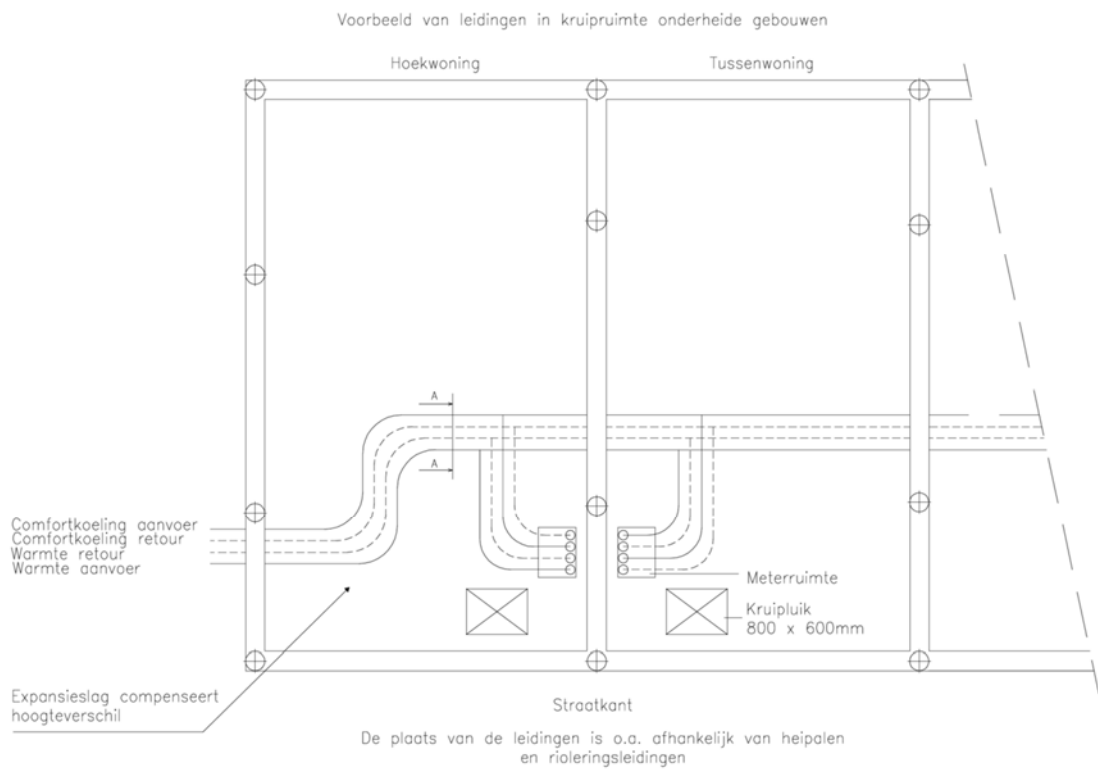 Voorbeeld van leidingen in kruipruimte onderheide gebouwen
Hoekwoning
Tussenwoning
A
A
Comfortkoeling aanvoer
Comfortkoeling retour
Warmte retour
Warmte aanvoer
Meterruimte
Kruipluik
800 x 600mm
Expansieslag compenseert
hoogteverschil
Straatkant
De plaats van de leidingen is o.a. afhankelijk van heipalen
en rioleringsleidingen